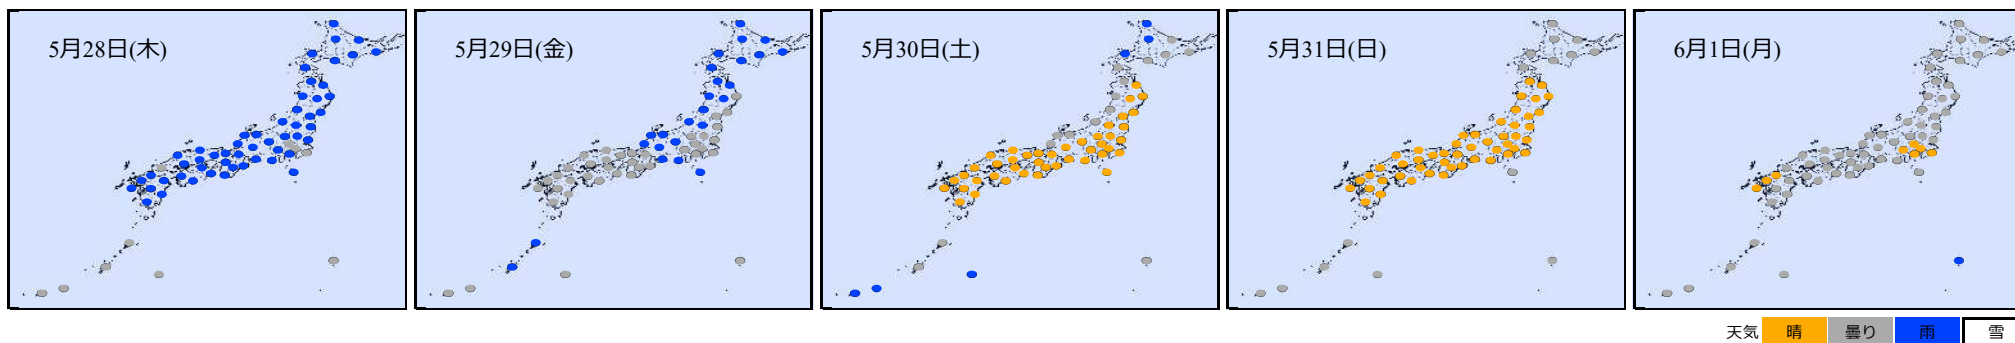 5月28日(木)
5月29日(金)
5月30日(土)
5月31日(日)
6月1日(月)
天気 晴 曇り 雨 雪